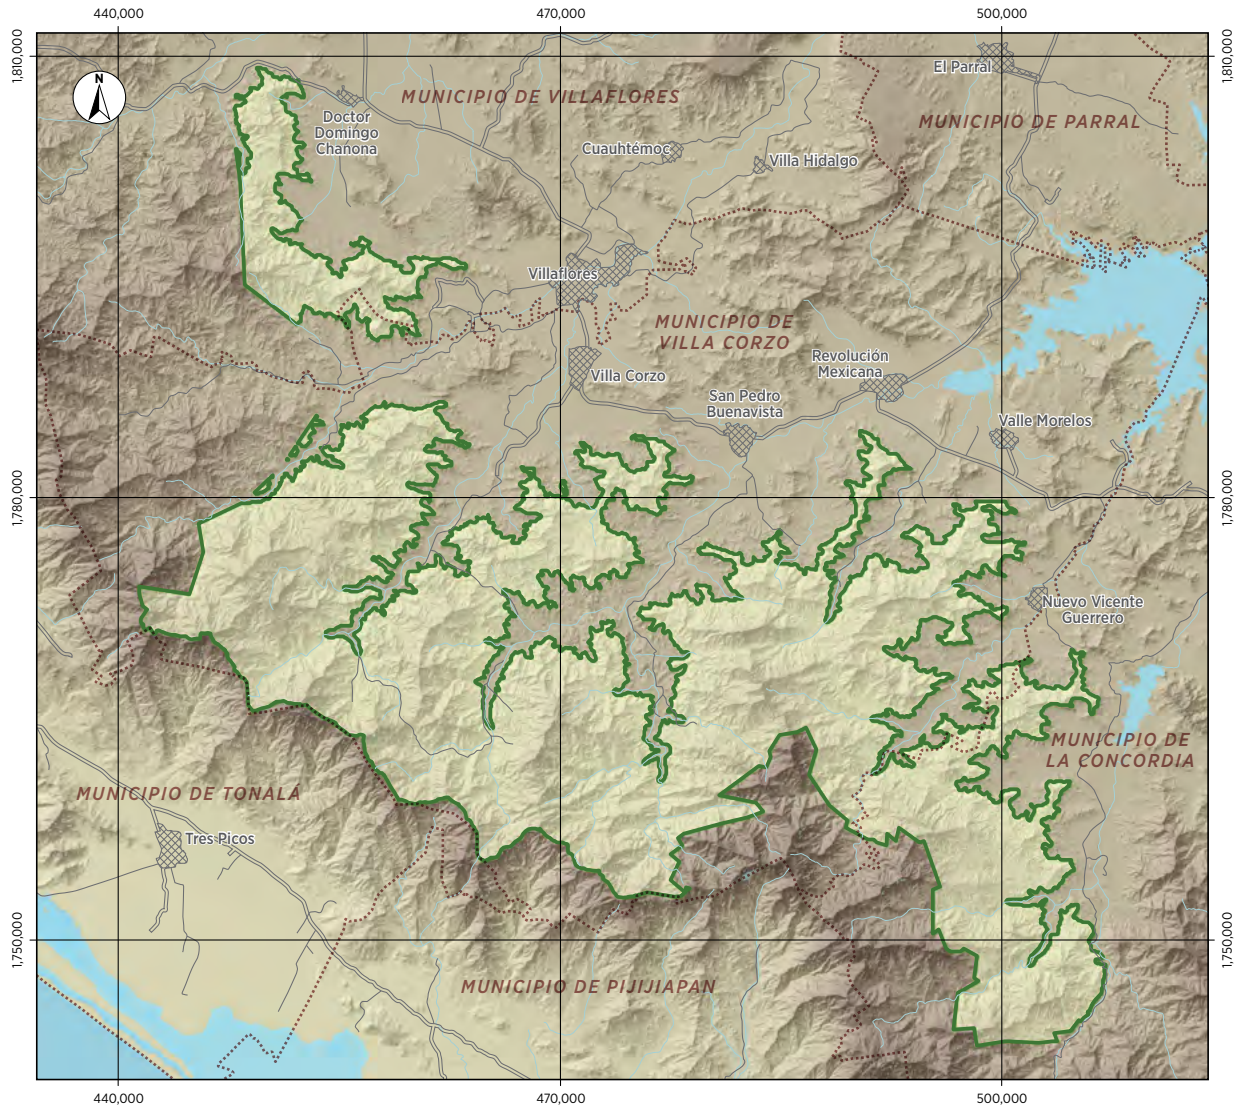 440,000
470,000
500,000
1,810,000
1,810,000
N
El Parral
MUNICIPIO DE VILLAFLORES
Doctor
Domingo
Chanona
MUNICIPIO DE PARRAL
Cuauhtémoc
Villa Hidalgo
Villaflores
MUNICIPIO DE
VILLA CORZO
Revolución
Mexicana
Villa Corzo
San Pedro
Buenavista
Valle Morelos
1,780,000
1,780,000
Nuevo Vicente
Guerrero
MUNICIPIO DE
LA CONCORDIA
MUNICIPIO DE TONALÁ
Tres Picos
1,750,000
1,750,000
MUNICIPIO DE PIJIJIAPAN
440,000
470,000
500,000